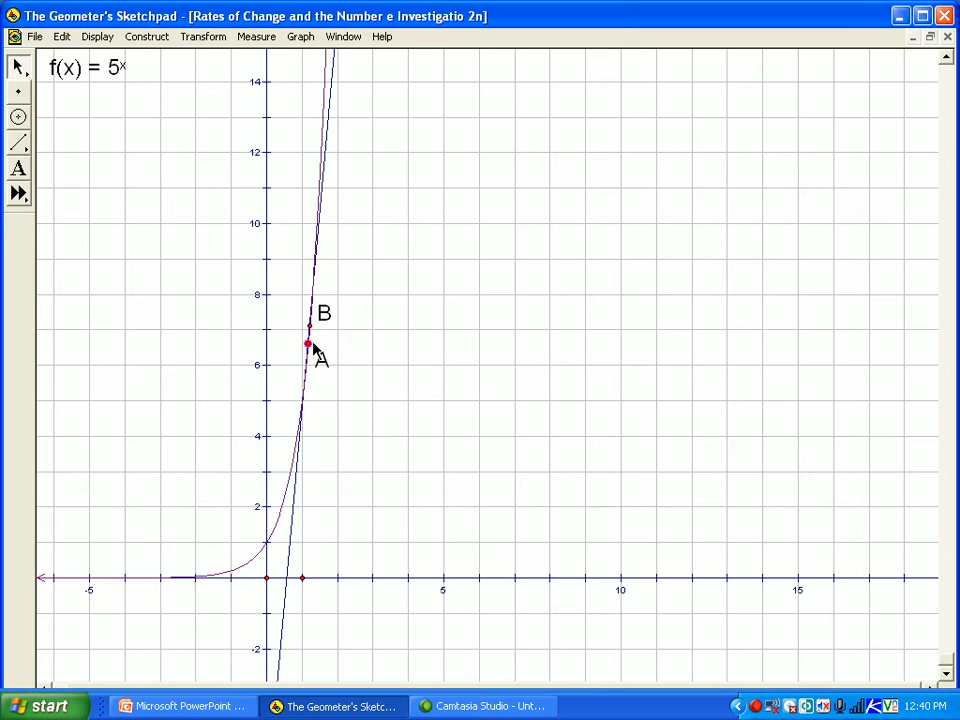 The Geometer's Sketchpad - [Rates of Change and the Number e Investigatio 2n]
File Edit Display Construct Transform Measure Graph Window Help
f(x) = 5ˣ
A
14
12
10
8
B
6
A
4
2
-5
5
10
15
-2
start
Microsoft PowerPoint ...
The Geometer's Sketc...
Camtasia Studio - Unt...
12:40 PM